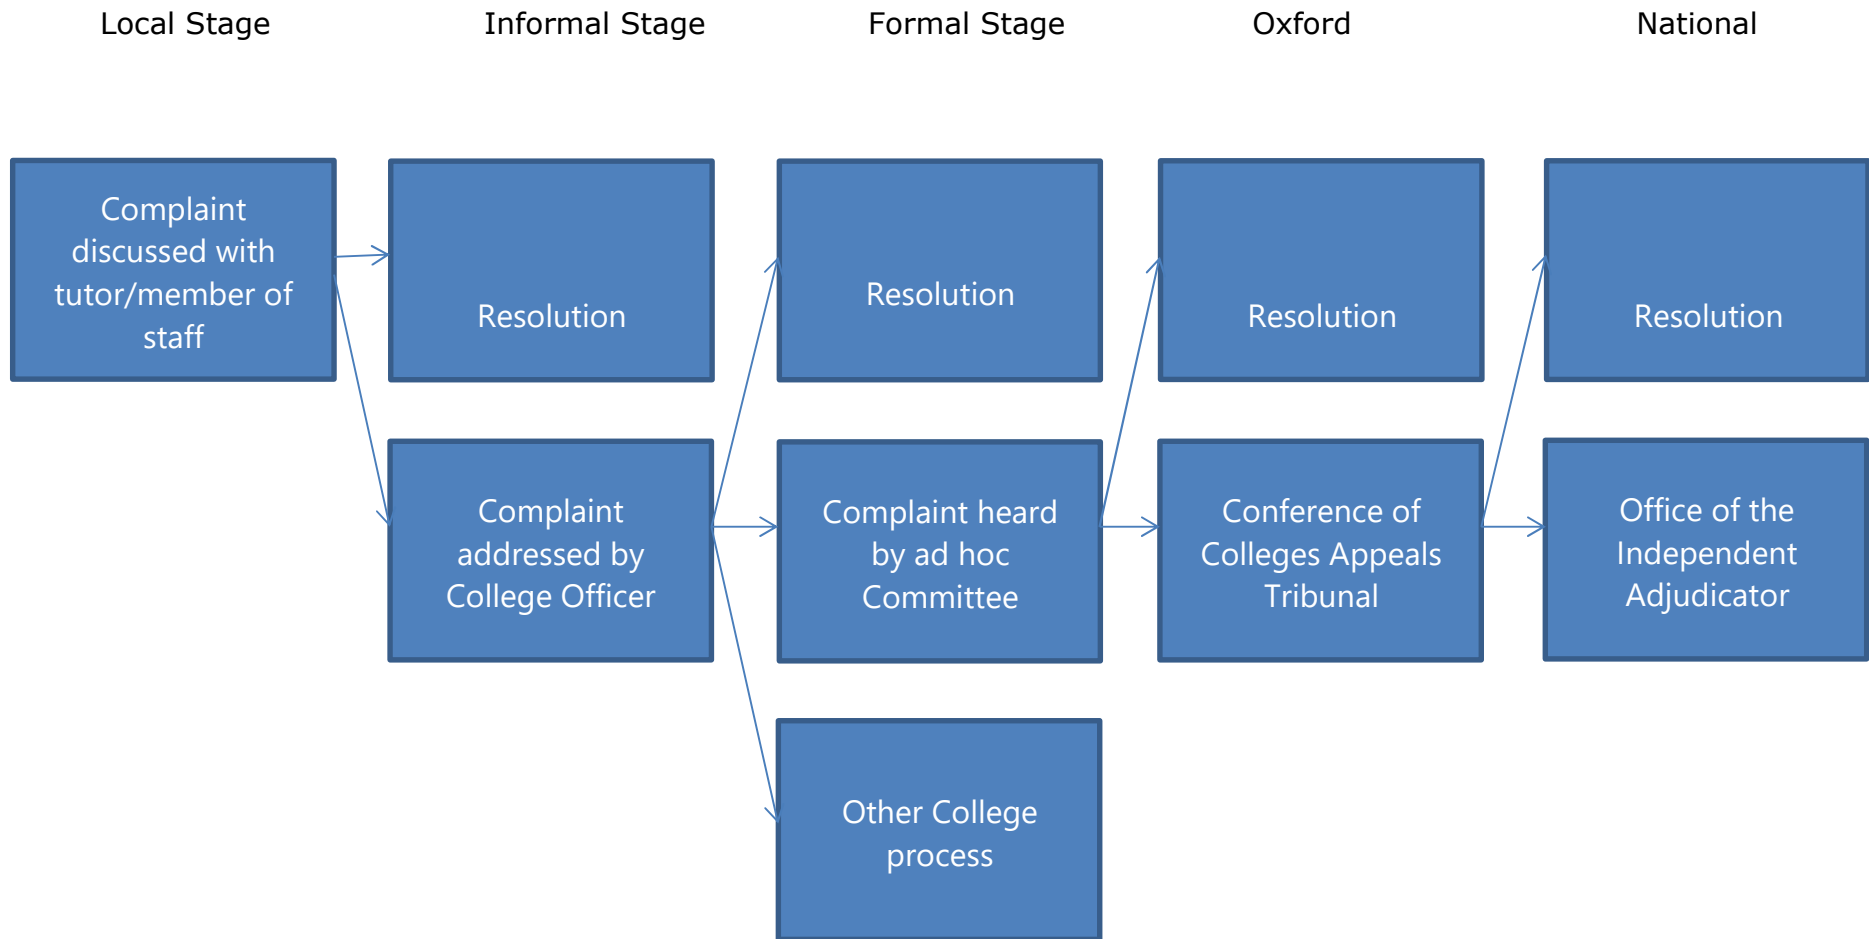 Local Stage
Informal Stage
Formal Stage
Oxford
National
Complaint
discussed with
tutor/member of
staff
Resolution
Resolution
Resolution
Resolution
Complaint
addressed by
College Officer
Complaint heard
by ad hoc
Committee
Conference of
Colleges Appeals
Tribunal
Office of the
Independent
Adjudicator
Other College
process